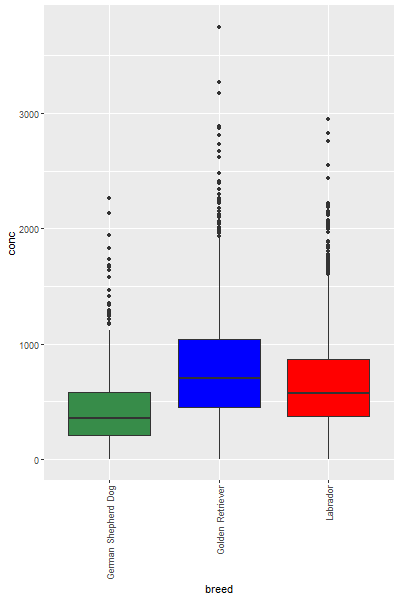 3000
2000
1000
0
conc
German Shepherd Dog
Golden Retriever
Labrador
breed